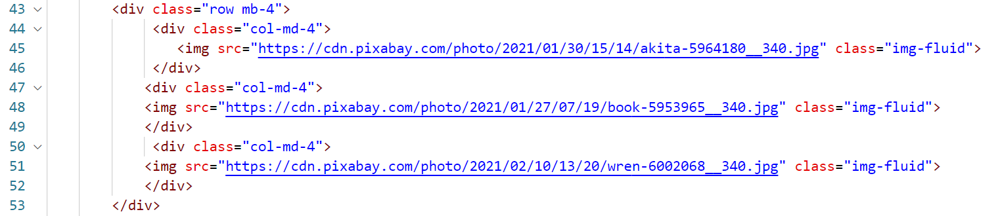 43 <div class="row mb-4">
44 <div class="col-md-4">
45 <img src="https://cdn.pixabay.com/photo/2021/01/30/15/14/akita-5964180__340.jpg" class="img-fluid">
46 </div>
47 <div class="col-md-4">
48 <img src="https://cdn.pixabay.com/photo/2021/01/27/07/19/book-5953965__340.jpg" class="img-fluid">
49 </div>
50 <div class="col-md-4">
51 <img src="https://cdn.pixabay.com/photo/2021/02/10/13/20/wren-6002068__340.jpg" class="img-fluid">
52 </div>
53 </div>